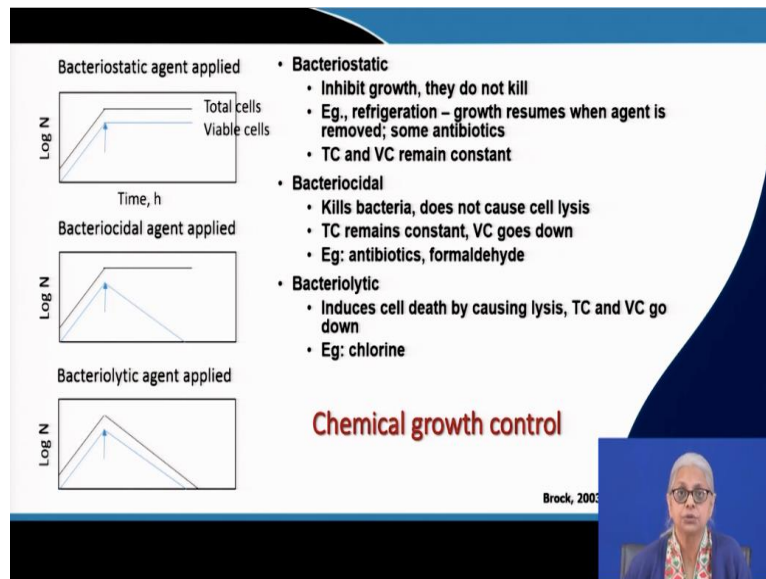 Bacteriostatic agent applied
Total cells
Viable cells
Log N
Time, h
Bacteriocidal agent applied
Log N
Bacteriolytic agent applied
Log N
• Bacteriostatic
• Inhibit growth, they do not kill
• Eg., refrigeration – growth resumes when agent is
removed; some antibiotics
• TC and VC remain constant
• Bacteriocidal
• Kills bacteria, does not cause cell lysis
• TC remains constant, VC goes down
• Eg: antibiotics, formaldehyde
• Bacteriolytic
• Induces cell death by causing lysis, TC and VC go
down
• Eg: chlorine
Chemical growth control
Brock, 2003